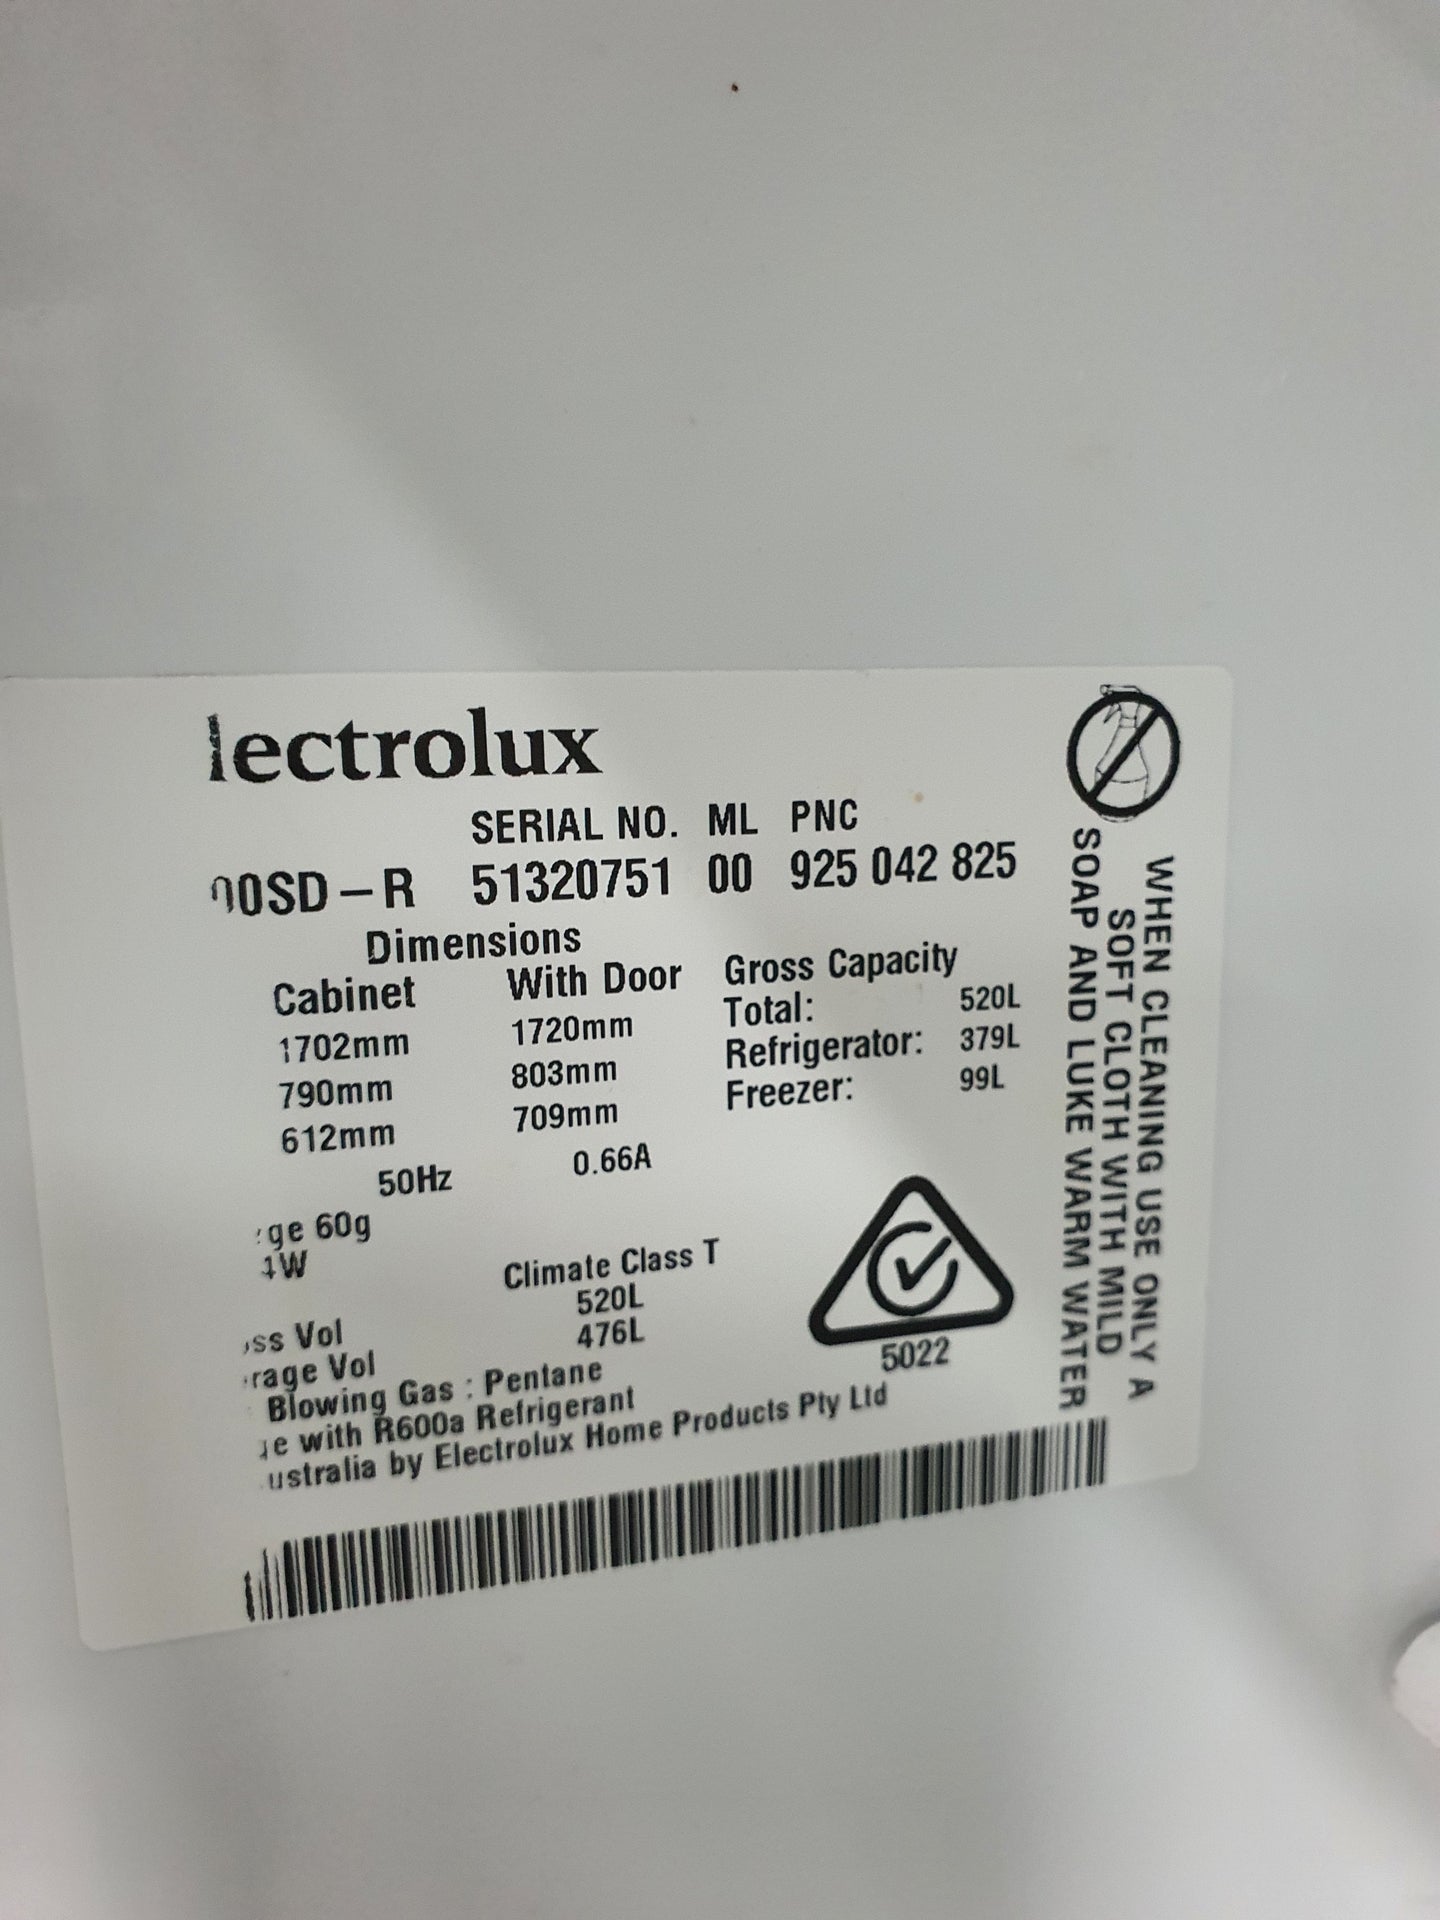 lectrolux
SERIAL NO. ML PNC
00SD-R 51320751 00 925 042 825
Dimensions
Cabinet With Door
1702mm 1720mm
790mm 803mm
612mm 709mm
Gross Capacity
Total: 520L
Refrigerator: 379L
Freezer: 99L
50Hz 0.66A
ge 60g
W
Climate Class T
ss Vol 520L
rage Vol 476L
Blowing Gas : Pentane
e with R600a Refrigerant
ustralia by Electrolux Home Products Pty Ltd
5022
WHEN CLEANING USE ONLY A
SOFT CLOTH WITH MILD
SOAP AND LUKE WARM WATER